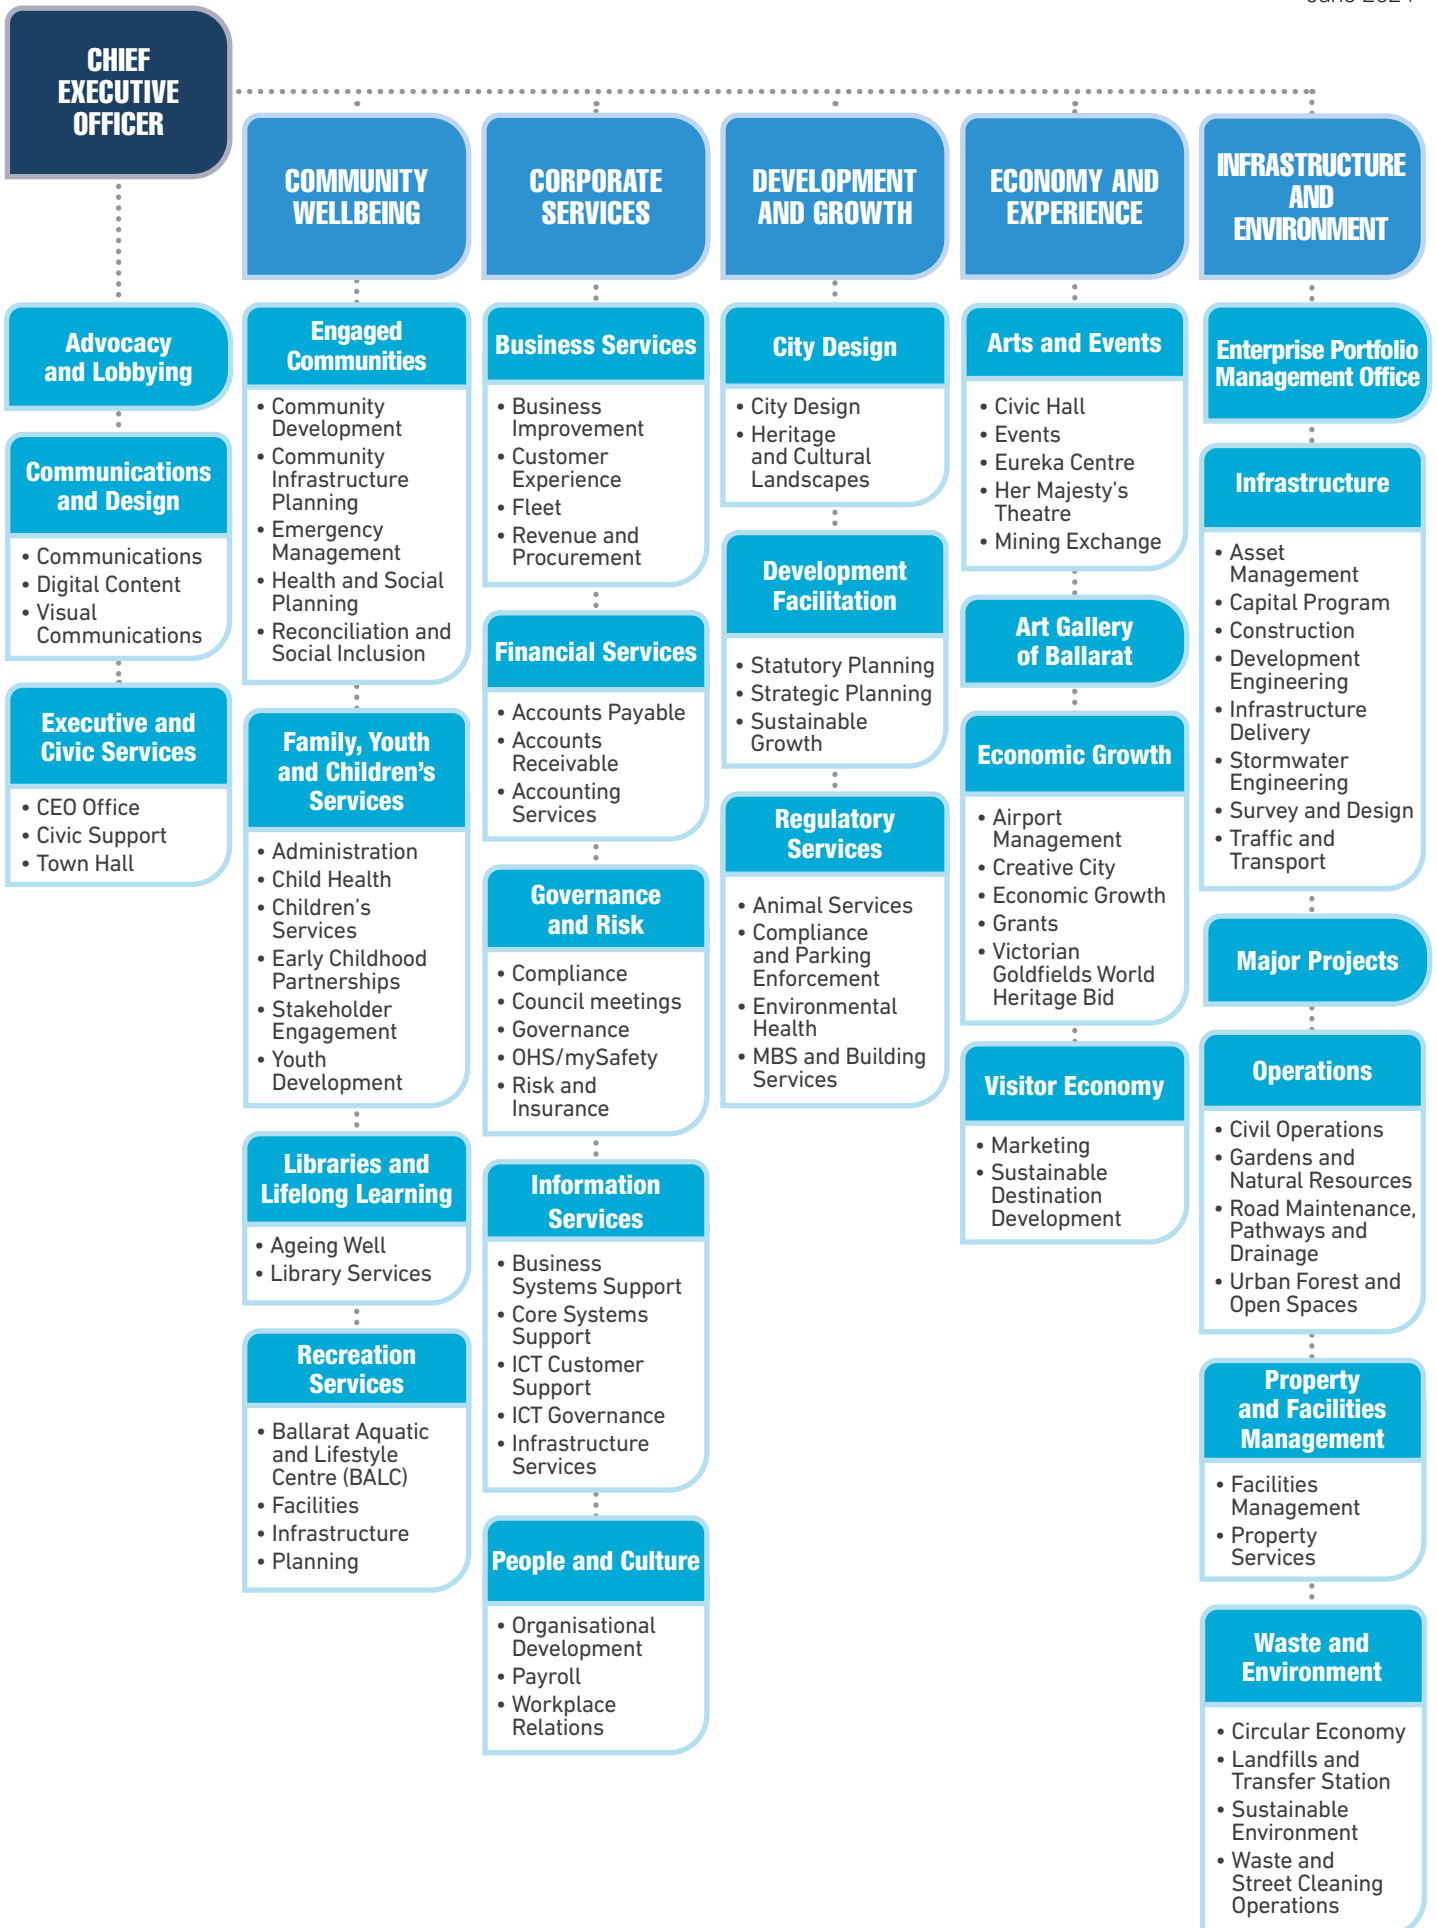 CHIEF
EXECUTIVE
OFFICER
Advocacy
and Lobbying
Communications
and Design
• Communications
• Digital Content
• Visual
Communications
Executive and
Civic Services
• CEO Office
• Civic Support
• Town Hall
COMMUNITY
WELLBEING
Engaged
Communities
• Community
Development
• Community
Infrastructure
Planning
• Emergency
Management
• Health and Social
Planning
• Reconciliation and
Social Inclusion
Family, Youth
and Children's
Services
• Administration
• Child Health
• Children's
Services
• Early Childhood
Partnerships
• Stakeholder
Engagement
• Youth
Development
Libraries and
Lifelong Learning
• Ageing Well
• Library Services
Recreation
Services
• Ballarat Aquatic
and Lifestyle
Centre (BALC)
• Facilities
• Infrastructure
• Planning
CORPORATE
SERVICES
Business Services
• Business
Improvement
• Customer
Experience
• Fleet
• Revenue and
Procurement
Financial Services
• Accounts Payable
• Accounts
Receivable
• Accounting
Services
Governance
and Risk
• Compliance
• Council meetings
• Governance
• OHS/mySafety
• Risk and
Insurance
Information
Services
• Business
Systems Support
• Core Systems
Support
• ICT Customer
Support
• ICT Governance
• Infrastructure
Services
People and Culture
• Organisational
Development
• Payroll
• Workplace
Relations
DEVELOPMENT
AND GROWTH
City Design
• City Design
• Heritage
and Cultural
Landscapes
Development
Facilitation
• Statutory Planning
• Strategic Planning
• Sustainable
Growth
Regulatory
Services
• Animal Services
• Compliance
and Parking
Enforcement
• Environmental
Health
• MBS and Building
Services
ECONOMY AND
EXPERIENCE
Arts and Events
• Civic Hall
• Events
• Eureka Centre
• Her Majesty's
Theatre
• Mining Exchange
Art Gallery
of Ballarat
Economic Growth
• Airport
Management
• Creative City
• Economic Growth
• Grants
• Victorian
Goldfields World
Heritage Bid
Visitor Economy
• Marketing
• Sustainable
Destination
Development
INFRASTRUCTURE
AND
ENVIRONMENT
Enterprise Portfolio
Management Office
Infrastructure
• Asset
Management
• Capital Program
• Construction
• Development
Engineering
• Infrastructure
Delivery
• Stormwater
Engineering
• Survey and Design
• Traffic and
Transport
Major Projects
Operations
• Civil Operations
• Gardens and
Natural Resources
• Road Maintenance,
Pathways and
Drainage
• Urban Forest and
Open Spaces
Property
and Facilities
Management
• Facilities
Management
• Property
Services
Waste and
Environment
• Circular Economy
• Landfills and
Transfer Station
• Sustainable
Environment
• Waste and
Street Cleaning
Operations